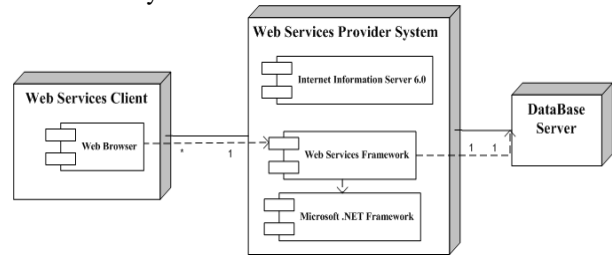 Web Services Provider System
Internet Information Server 6.0
Web Services Client
Web Browser
* 1
Web Services Framework
1 1
DataBase
Server
Microsoft .NET Framework